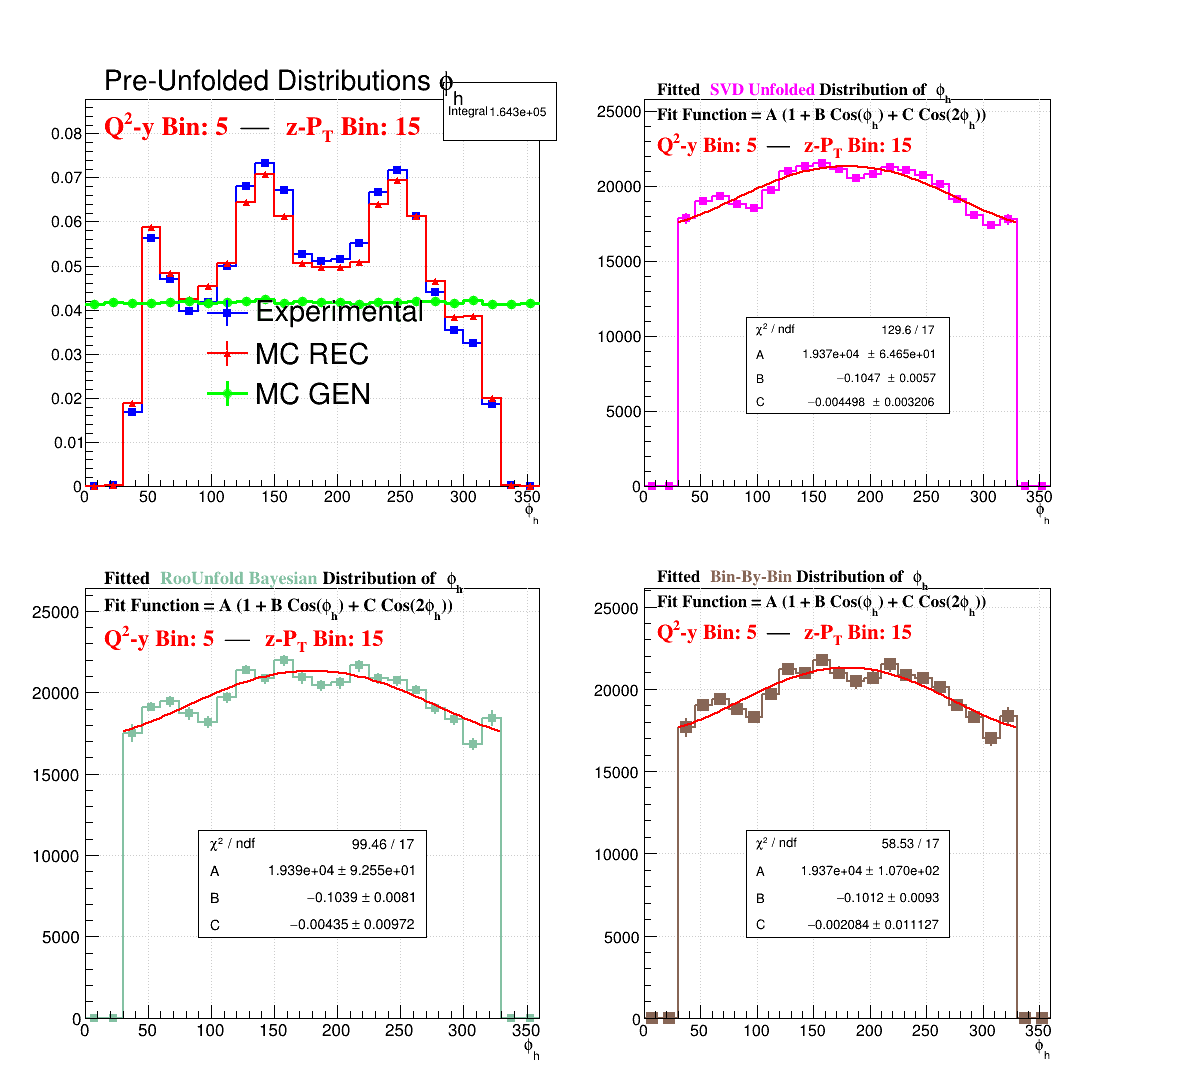 Pre-Unfolded Distributions ϕh
Integral 1.643e+05
Q²-y Bin: 5 — z-PT Bin: 15
0.08
0.07
0.06
0.05
0.04
0.03
0.02
0.01
0
Experimental
MC REC
MC GEN
0 50 100 150 200 250 300 350
ϕh
Fitted SVD Unfolded Distribution of ϕh
Fit Function = A (1 + B Cos(ϕh) + C Cos(2ϕh))
Q²-y Bin: 5 — z-PT Bin: 15
25000
20000
15000
10000
5000
0
χ² / ndf 129.6 / 17
A 1.937e+04 ± 6.465e+01
B −0.1047 ± 0.0057
C −0.004498 ± 0.003206
0 50 100 150 200 250 300 350
ϕh
Fitted RooUnfold Bayesian Distribution of ϕh
Fit Function = A (1 + B Cos(ϕh) + C Cos(2ϕh))
Q²-y Bin: 5 — z-PT Bin: 15
25000
20000
15000
10000
5000
0
χ² / ndf 99.46 / 17
A 1.939e+04 ± 9.255e+01
B −0.1039 ± 0.0081
C −0.00435 ± 0.00972
0 50 100 150 200 250 300 350
ϕh
Fitted Bin-By-Bin Distribution of ϕh
Fit Function = A (1 + B Cos(ϕh) + C Cos(2ϕh))
Q²-y Bin: 5 — z-PT Bin: 15
25000
20000
15000
10000
5000
0
χ² / ndf 58.53 / 17
A 1.937e+04 ± 1.070e+02
B −0.1012 ± 0.0093
C −0.002084 ± 0.011127
0 50 100 150 200 250 300 350
ϕh